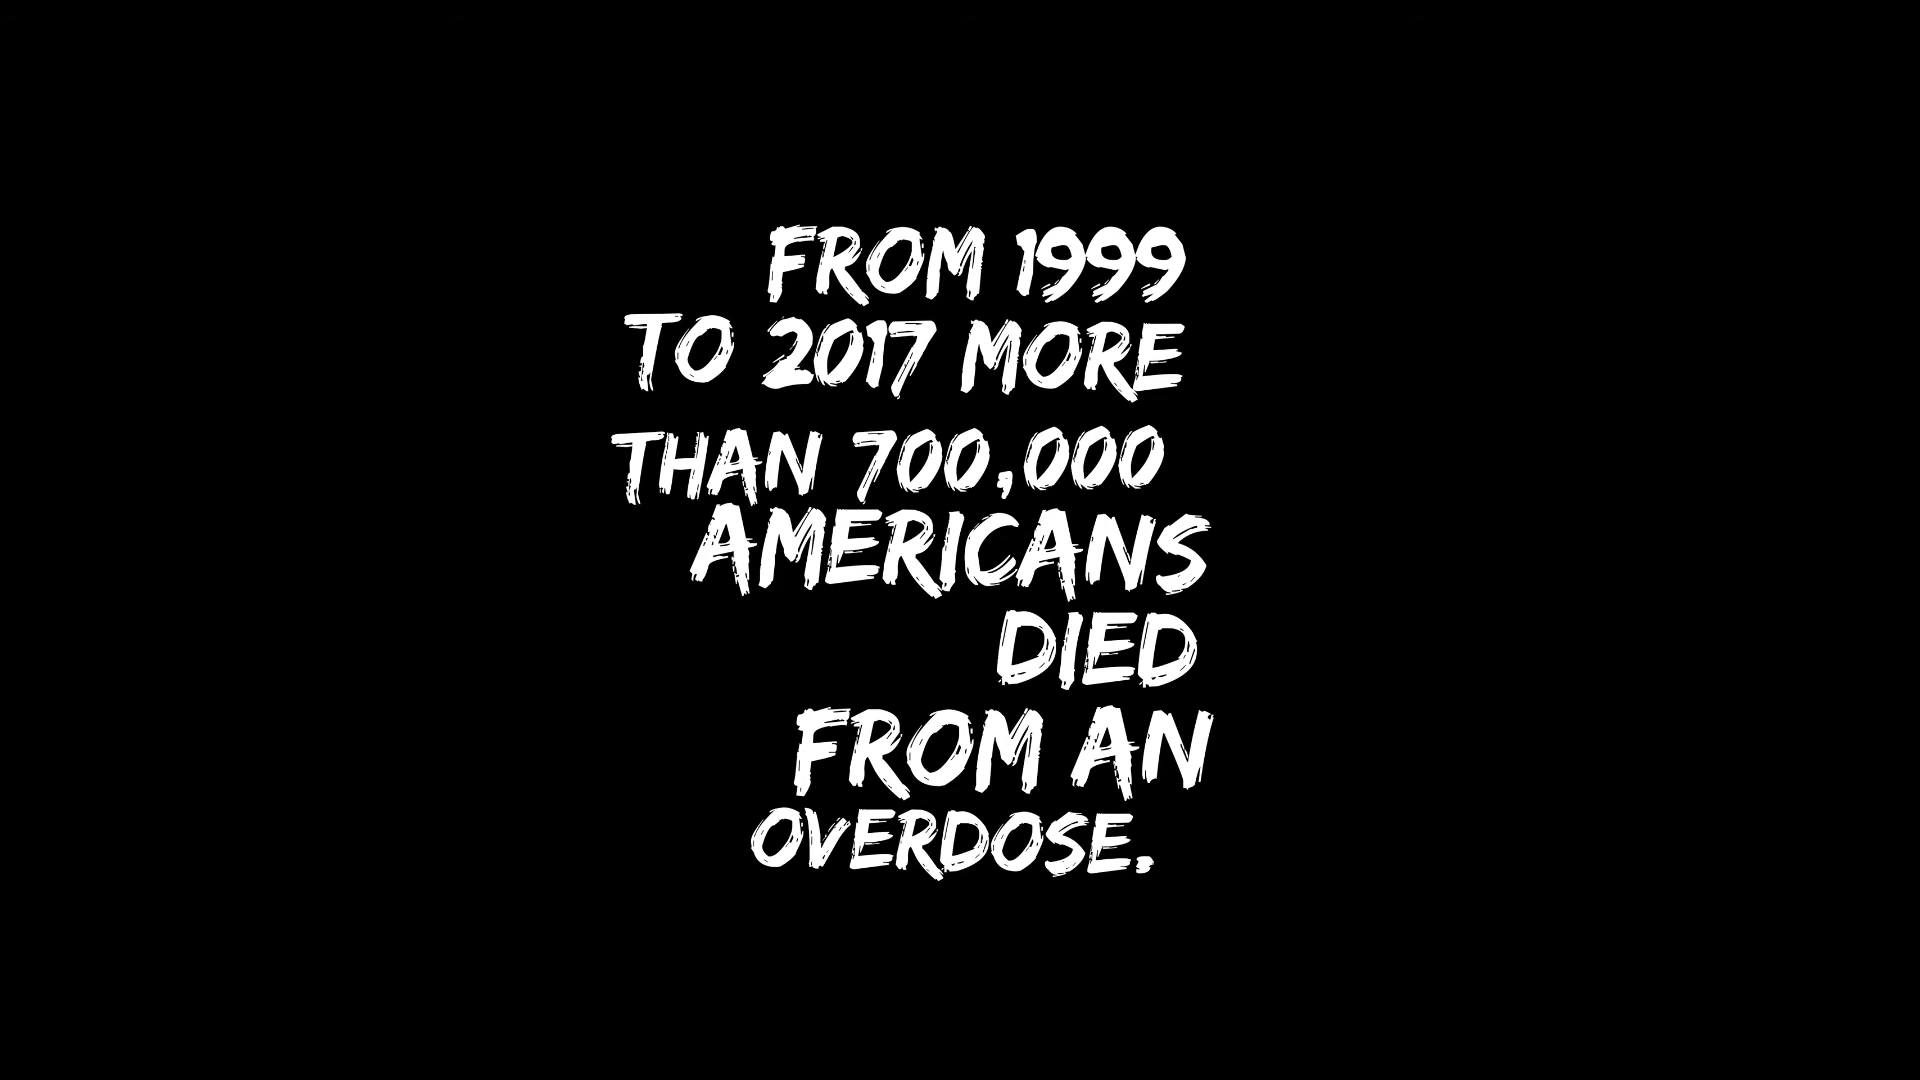 FROM 1999
TO 2017 MORE
THAN 700,000
AMERICANS
DIED
FROM AN
OVERDOSE.